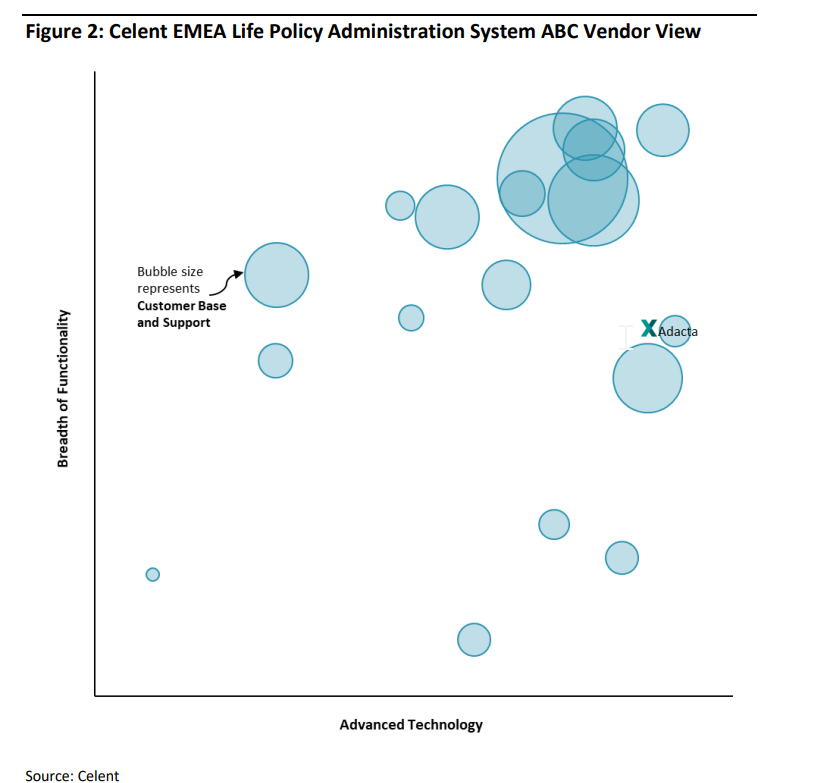 Figure 2: Celent EMEA Life Policy Administration System ABC Vendor View
Bubble size
represents
Customer Base
and Support
Adacta
Breadth of Functionality
Advanced Technology
Source: Celent